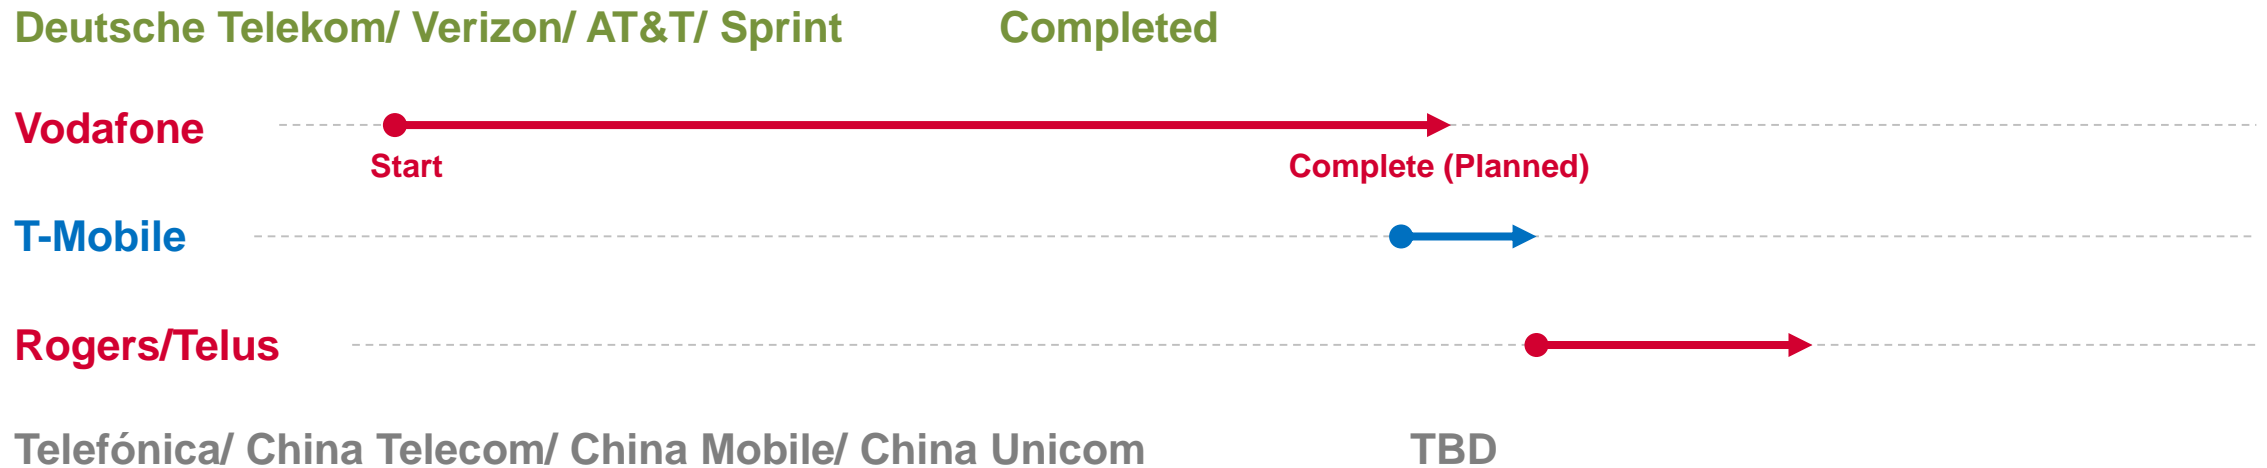 Deutsche Telekom/ Verizon/ AT&T/ Sprint Completed
Vodafone
Start Complete (Planned)
T-Mobile
Rogers/Telus
Telefónica/ China Telecom/ China Mobile/ China Unicom TBD